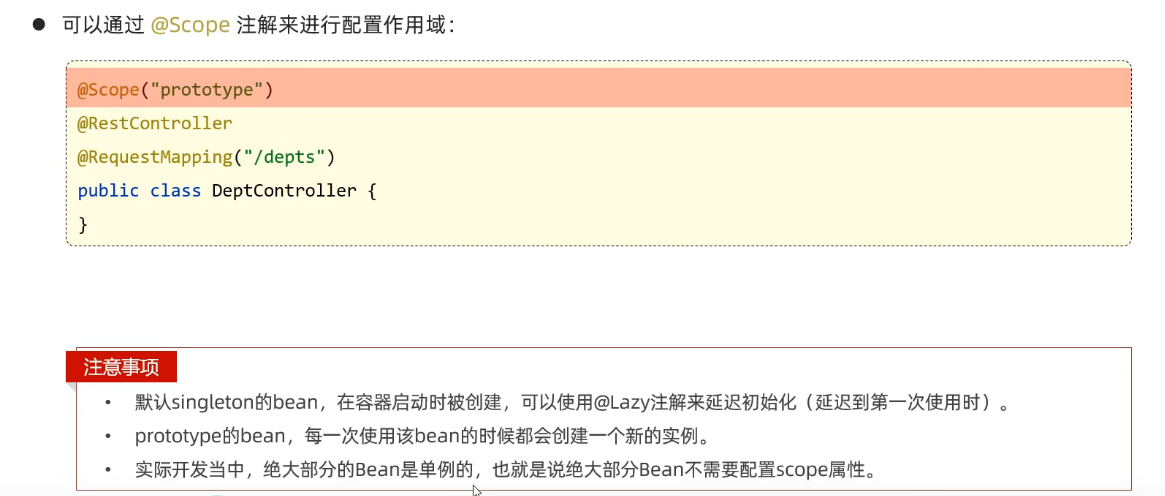 ● 可以通过 @Scope 注解来进行配置作用域：
@Scope("prototype")
@RestController
@RequestMapping("/depts")
public class DeptController {
}
注意事项
• 默认singleton的bean，在容器启动时被创建，可以使用@Lazy注解来延迟初始化（延迟到第一次使用时）。
• prototype的bean，每一次使用该bean的时候都会创建一个新的实例。
• 实际开发当中，绝大部分的Bean是单例的，也就是说绝大部分Bean不需要配置scope属性。